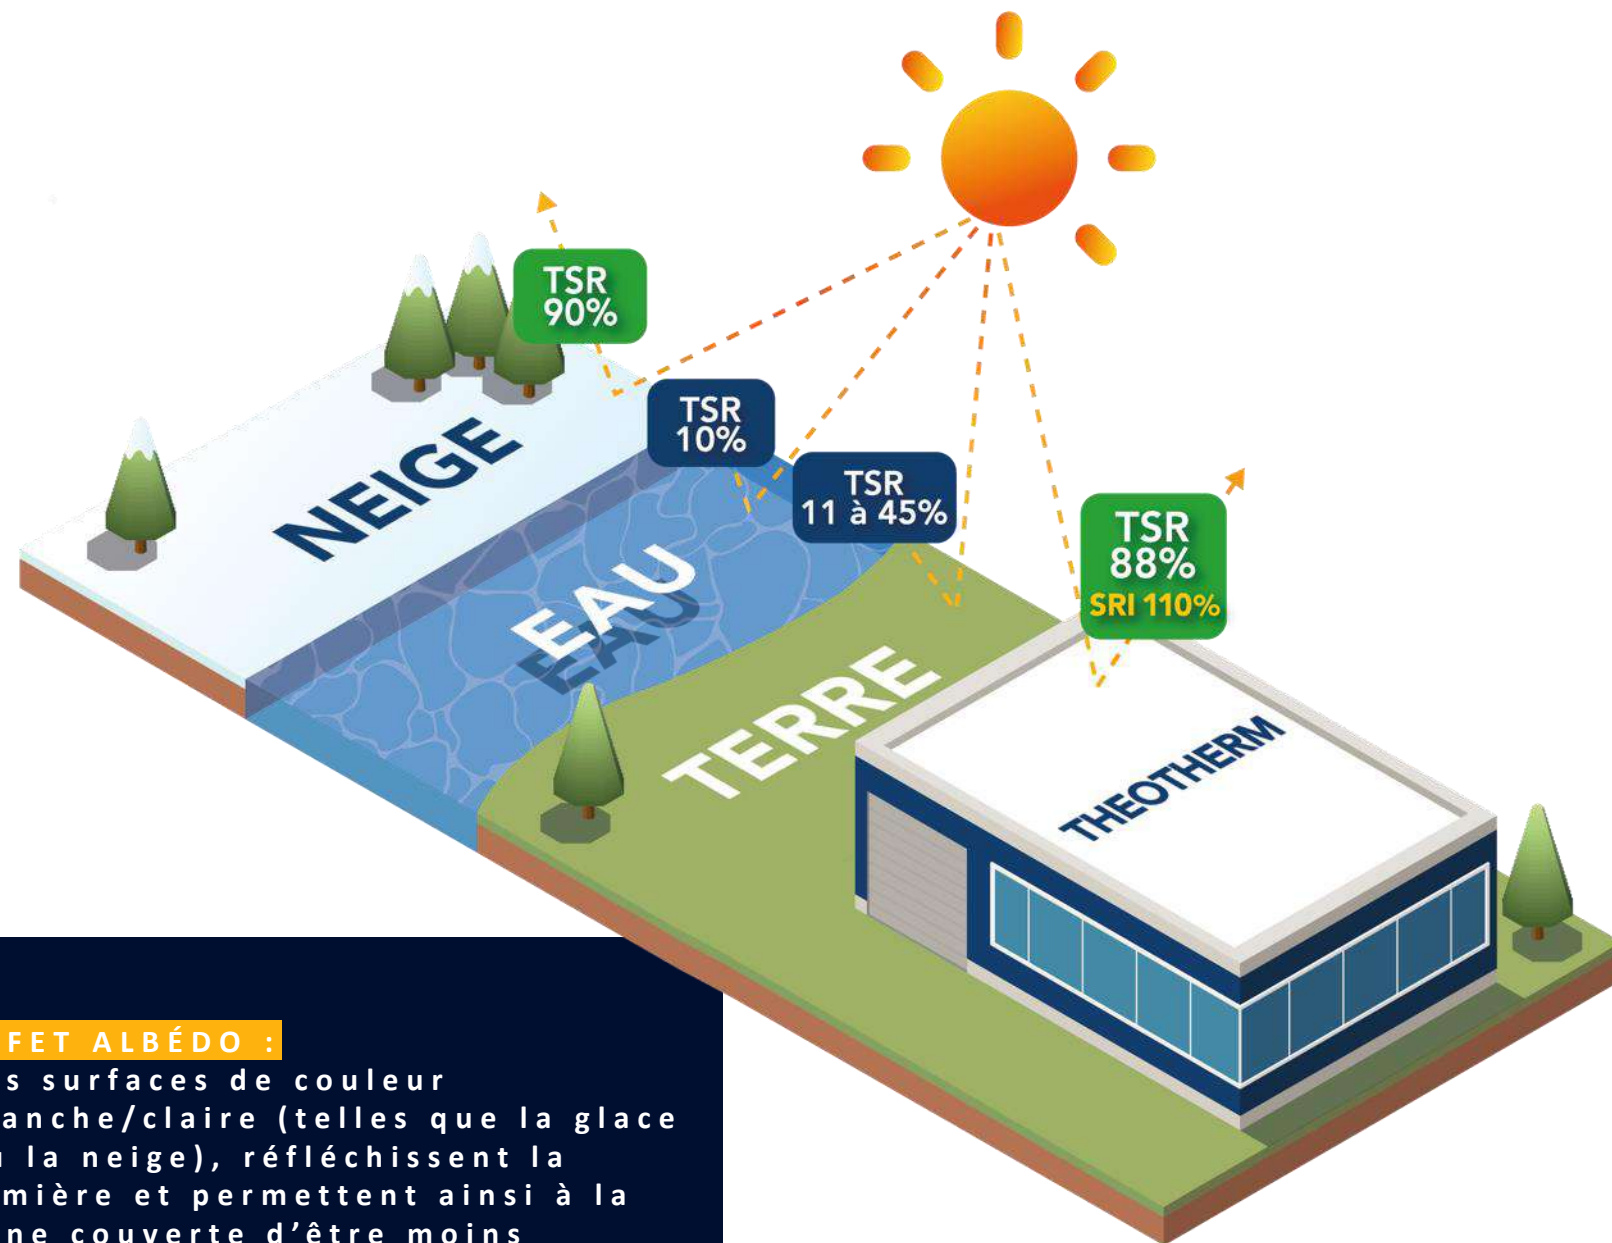 TSR
90%
TSR
10%
TSR
11 à 45%
TSR
88%
SRI 110%
NEIGE
EAU
TERRE
THEOTHERM
FET ALBÉDO :
s surfaces de couleur
anche/claire (telles que la glace
la neige), réfléchissent la
mière et permettent ainsi à la
ne couverte d’être moins